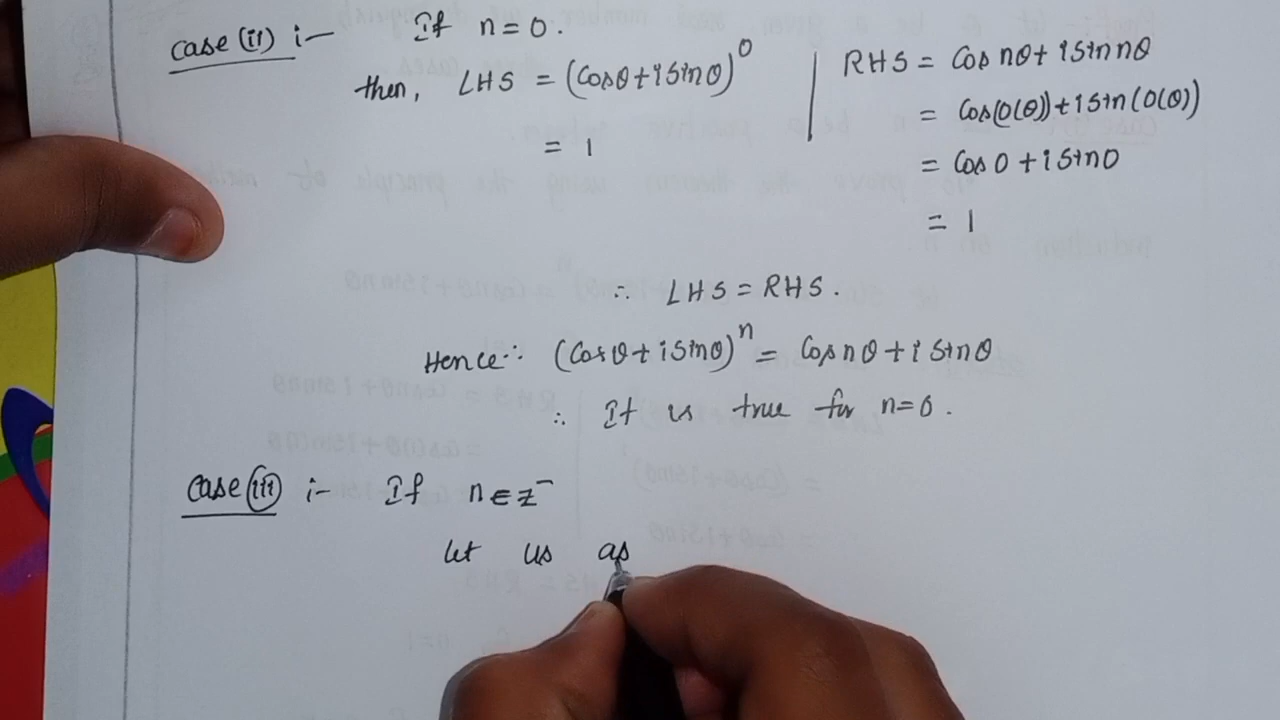 Case (ii) :- If n = 0.
then, LHS = (Cosθ + i Sinθ)⁰
= 1
RHS = Cos nθ + i Sin nθ
= Cos(0(θ)) + i Sin(0(θ))
= Cos 0 + i Sin 0
= 1
∴ LHS = RHS.
Hence ∴ (Cosθ + i Sinθ)ⁿ = Cos nθ + i Sin θ
∴ It is true for n=0.
Case (iii) :- If n ∈ z⁻
let us as